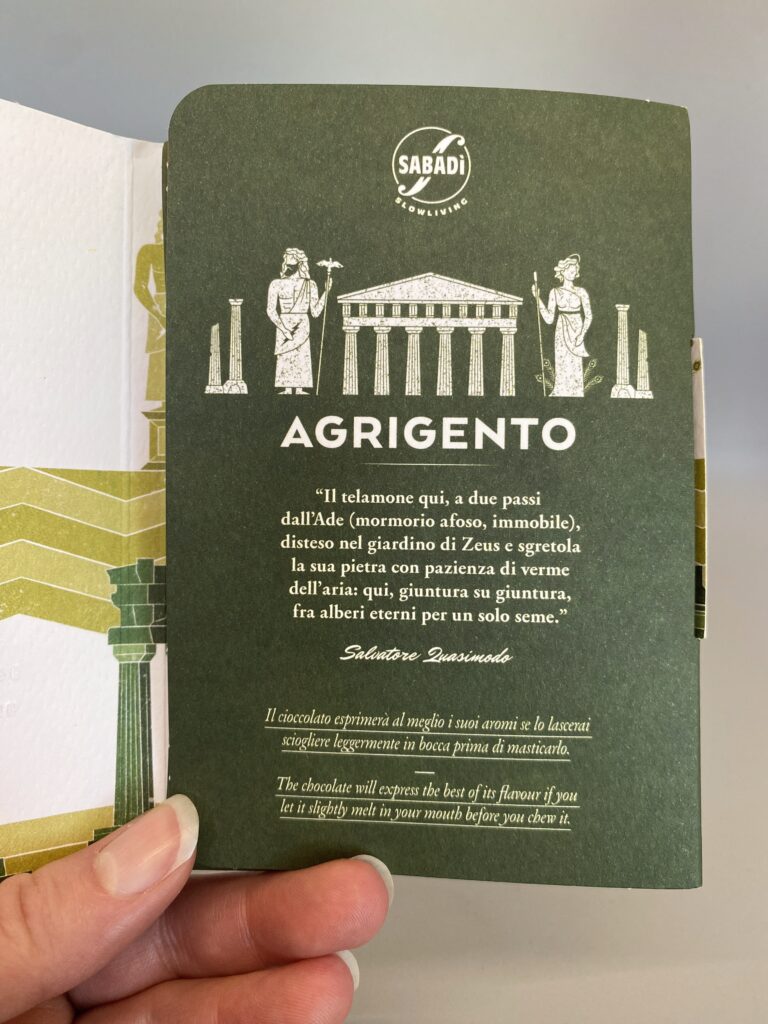 SABADÌ
SLOWLIVING
AGRIGENTO
“Il telamone qui, a due passi
dall’Ade (mormorio afoso, immobile),
disteso nel giardino di Zeus e sgretola
la sua pietra con pazienza di verme
dell’aria: qui, giuntura su giuntura,
fra alberi eterni per un solo seme.”
Salvatore Quasimodo
Il cioccolato esprimerà al meglio i suoi aromi se lo lascerai
sciogliere leggermente in bocca prima di masticarlo.
—
The chocolate will express the best of its flavour if you
let it slightly melt in your mouth before you chew it.